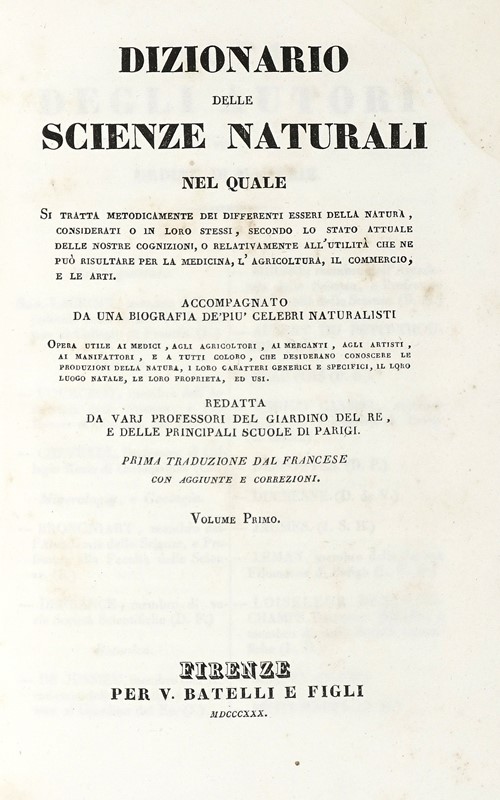 DIZIONARIO
DELLE
SCIENZE NATURALI
NEL QUALE
SI TRATTA METODICAMENTE DEI DIFFERENTI ESSERI DELLA NATURA,
CONSIDERATI O IN LORO STESSI, SECONDO LO STATO ATTUALE
DELLE NOSTRE COGNIZIONI, O RELATIVAMENTE ALL'UTILITÀ CHE NE
PUÒ RISULTARE PER LA MEDICINA, L' AGRICOLTURA, IL COMMERCIO,
E LE ARTI.
ACCOMPAGNATO
DA UNA BIOGRAFIA DE'PIU' CELEBRI NATURALISTI
OPERA UTILE AI MEDICI, AGLI AGRICOLTORI, AI MERCANTI, AGLI ARTISTI,
AI MANIFATTORI, E A TUTTI COLORO, CHE DESIDERANO CONOSCERE LE
PRODUZIONI DELLA NATURA, I LORO CARATTERI GENERICI E SPECIFICI, IL LORO
LUOGO NATALE, LE LORO PROPRIETA, ED USI.
REDATTA
DA VARJ PROFESSORI DEL GIARDINO DEL RE,
E DELLE PRINCIPALI SCUOLE DI PARIGI.
PRIMA TRADUZIONE DAL FRANCESE
CON AGGIUNTE E CORREZIONI.
VOLUME PRIMO.
FIRENZE
PER V. BATELLI E FIGLI
MDCCCXXX.